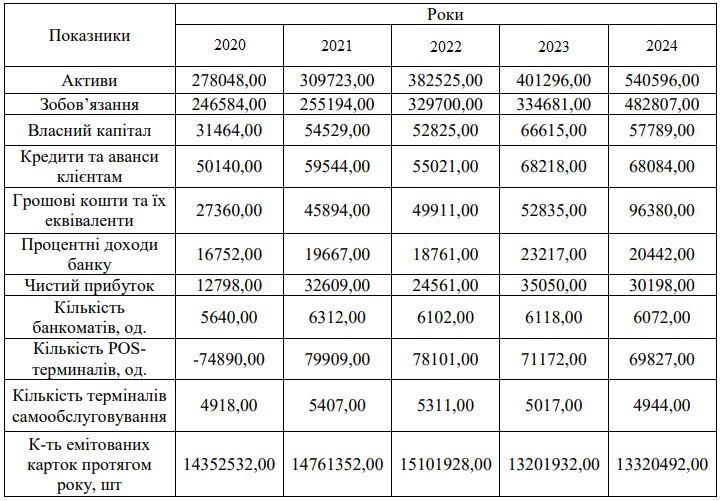 Показники
Роки
2020 2021 2022 2023 2024
Активи 278048,00 309723,00 382525,00 401296,00 540596,00
Зобов’язання 246584,00 255194,00 329700,00 334681,00 482807,00
Власний капітал 31464,00 54529,00 52825,00 66615,00 57789,00
Кредити та аванси
клієнтам 50140,00 59544,00 55021,00 68218,00 68084,00
Грошові кошти та їх
еквіваленти 27360,00 45894,00 49911,00 52835,00 96380,00
Процентні доходи
банку 16752,00 19667,00 18761,00 23217,00 20442,00
Чистий прибуток 12798,00 32609,00 24561,00 35050,00 30198,00
Кількість
банкоматів, од. 5640,00 6312,00 6102,00 6118,00 6072,00
Кількість POS-
терминалів, од. -74890,00 79909,00 78101,00 71172,00 69827,00
Кількість терміналів
самообслуговування 4918,00 5407,00 5311,00 5017,00 4944,00
К-ть емітованих
карток протягом
року, шт 14352532,00 14761352,00 15101928,00 13201932,00 13320492,00